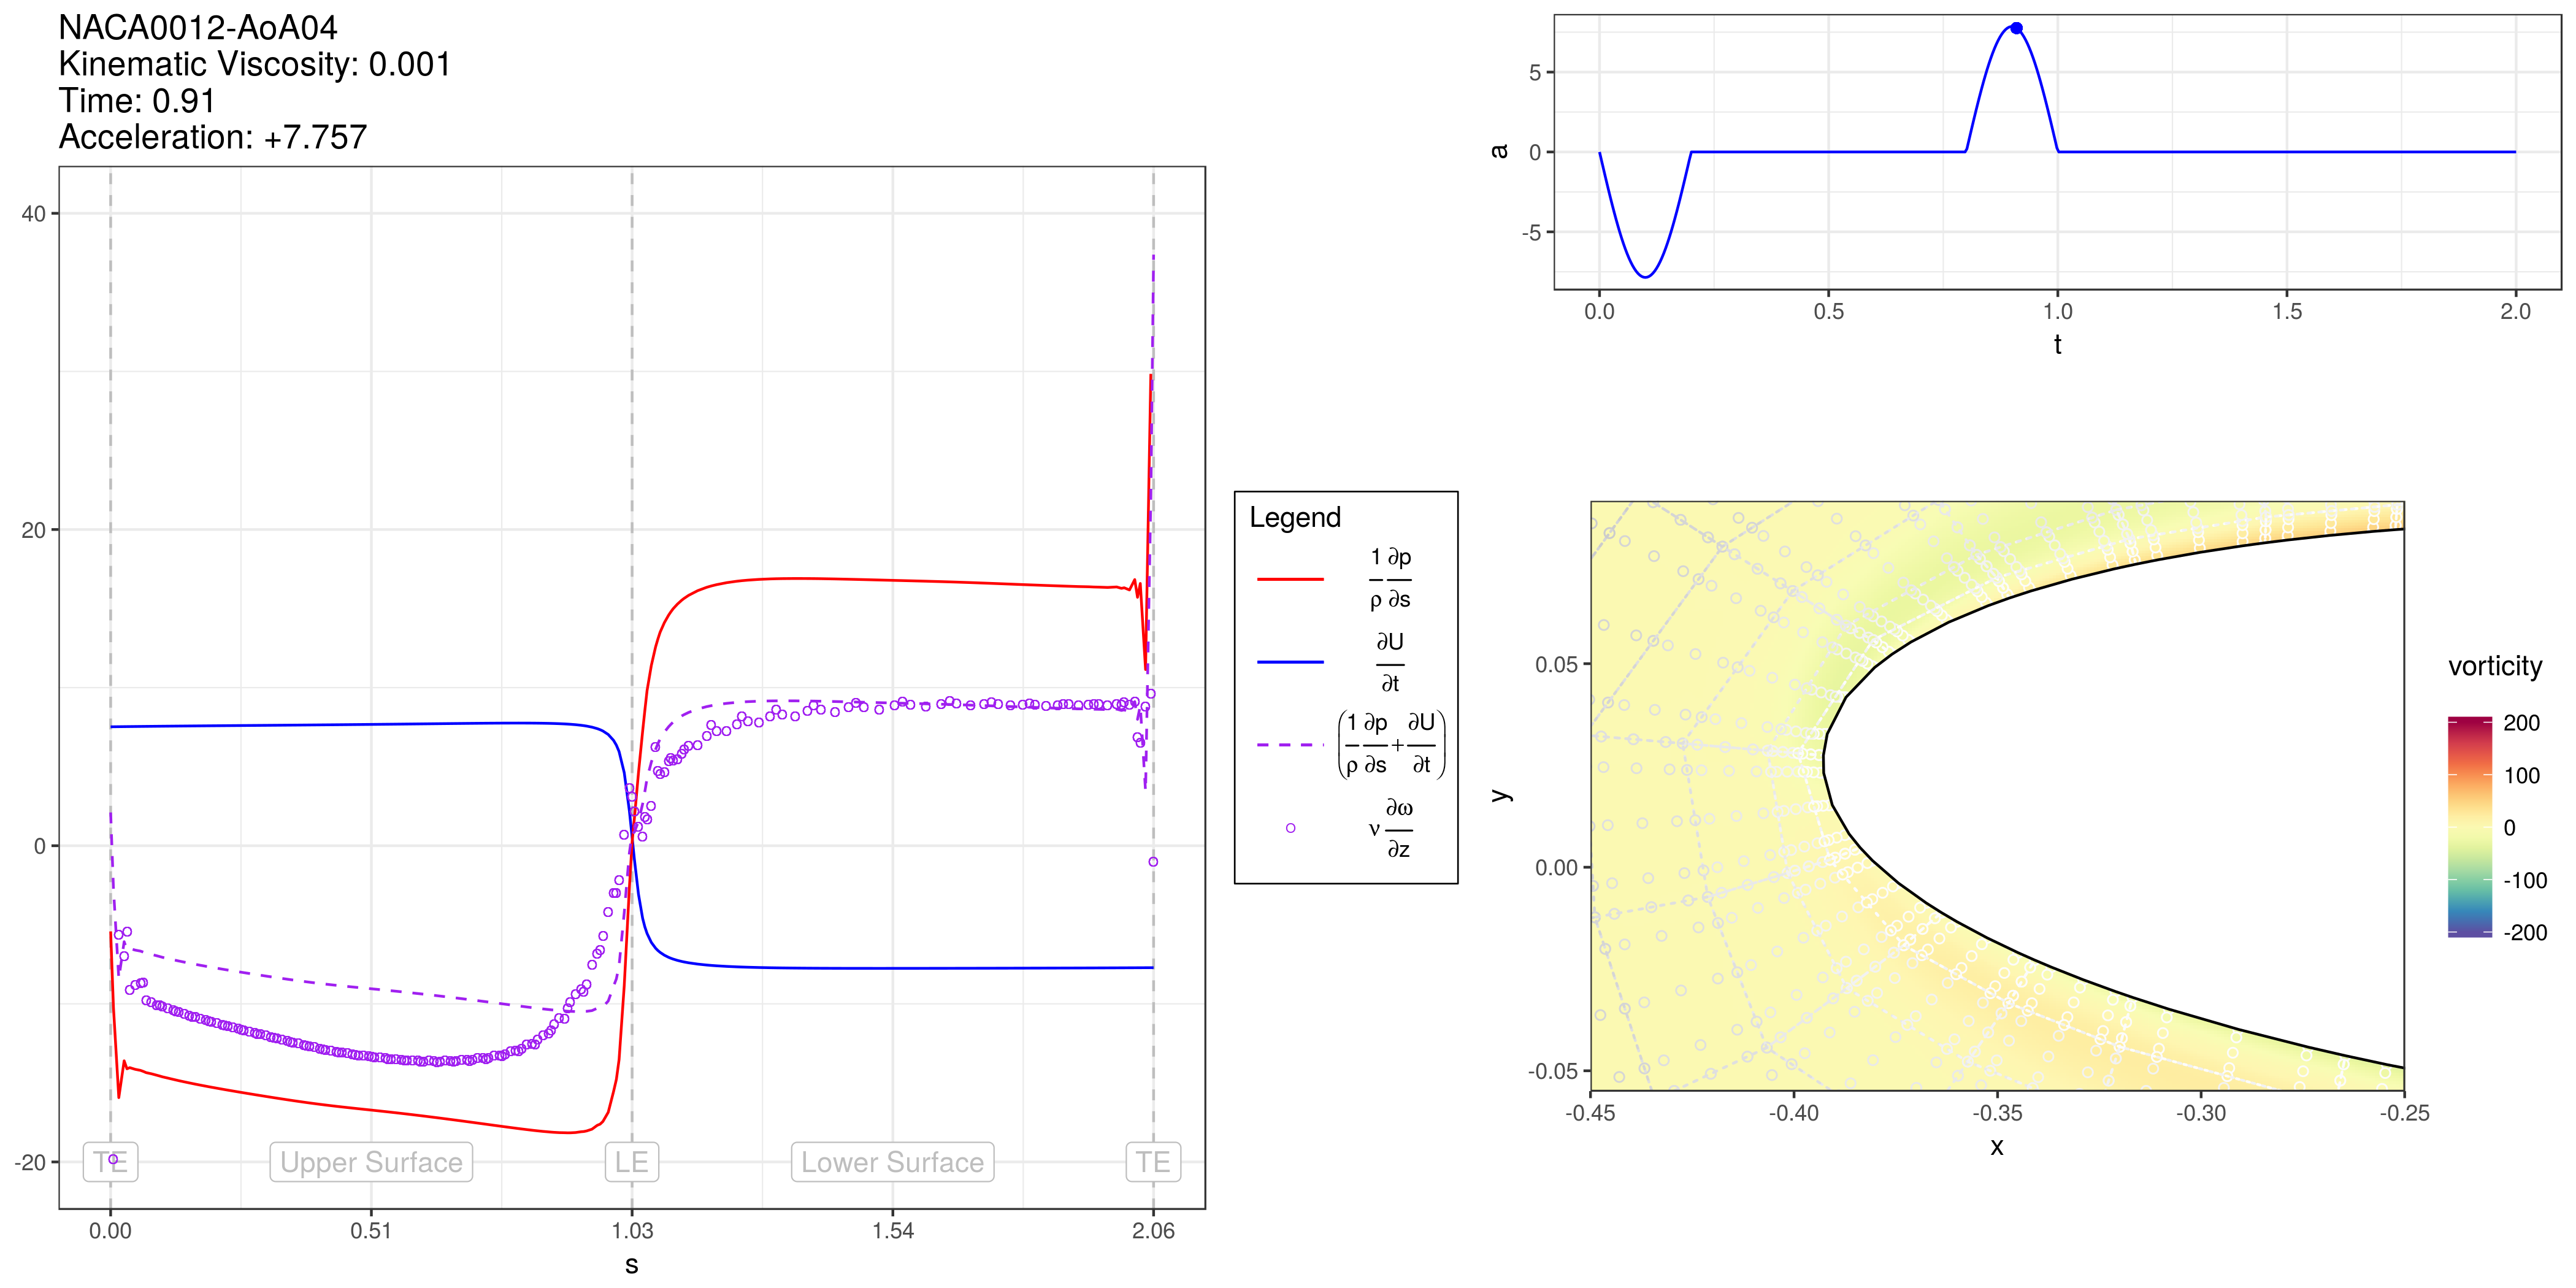 NACA0012-AoA04
Kinematic Viscosity: 0.001
Time: 0.91
Acceleration: +7.757
40
20
0
-20
TE
Upper Surface
LE
Lower Surface
TE
0.00
0.51
1.03
1.54
2.06
s
Legend
1 ∂p
ρ ∂s
∂U
∂t
(1 ∂p + ∂U)
ρ ∂s ∂t
ν ∂ω
∂z
a
5
0
-5
0.0
0.5
1.0
1.5
2.0
t
y
0.05
0.00
-0.05
-0.45
-0.40
-0.35
-0.30
-0.25
x
vorticity
200
100
0
-100
-200